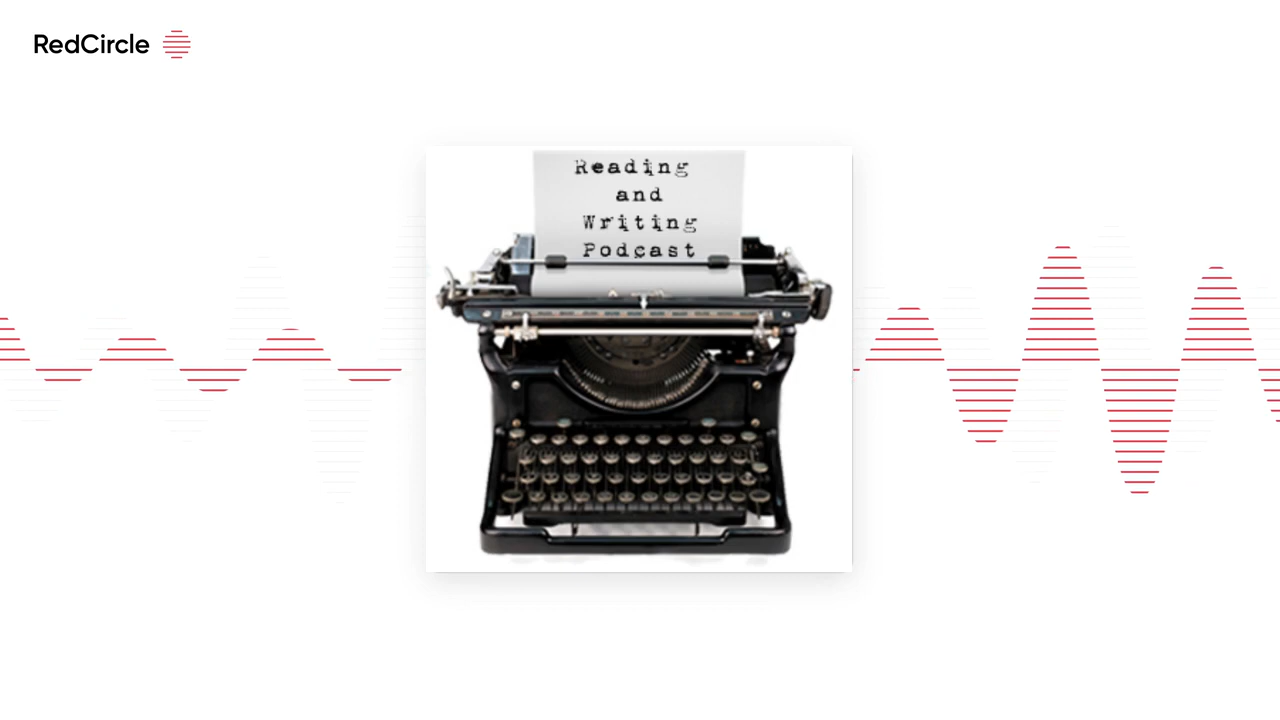 RedCircle
Reading
and
Writing
Podcast